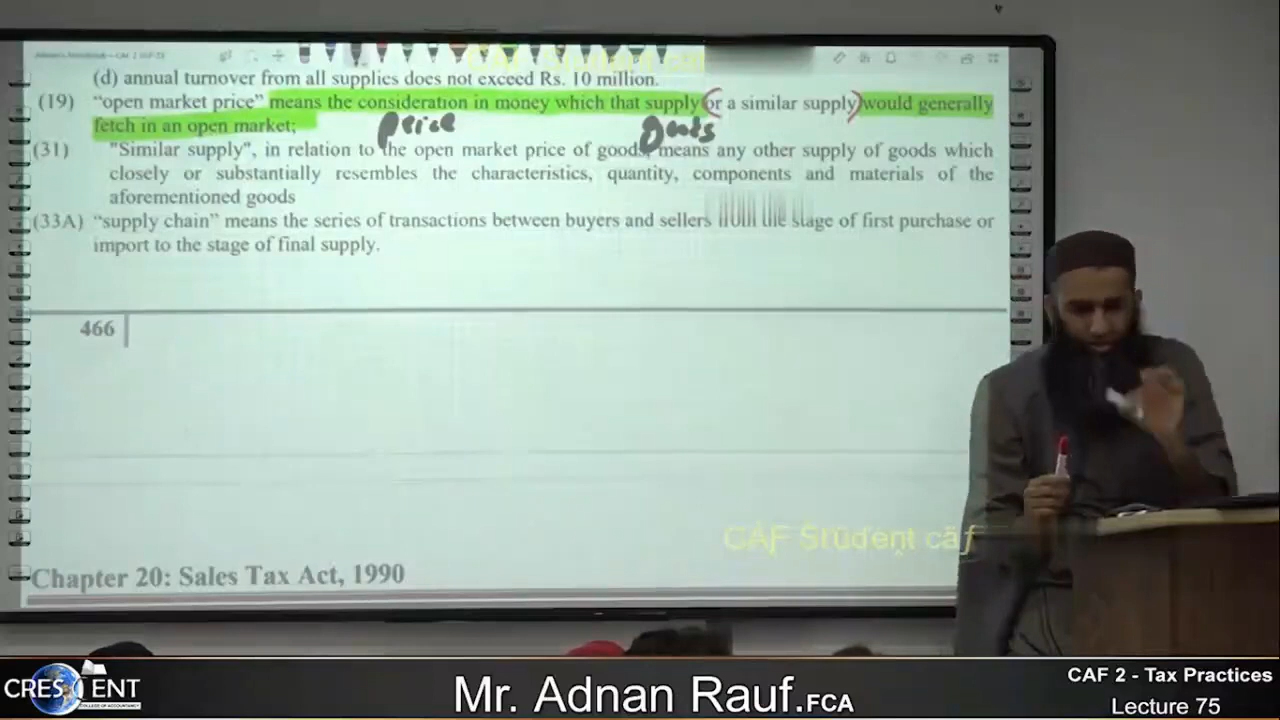 (d) annual turnover from all supplies does not exceed Rs. 10 million.
(19) “open market price” means the consideration in money which that supply (or a similar supply) would generally
fetch in an open market;
price
goods
(31) "Similar supply", in relation to the open market price of goods, means any other supply of goods which
closely or substantially resembles the characteristics, quantity, components and materials of the
aforementioned goods
(33A) “supply chain” means the series of transactions between buyers and sellers from the stage of first purchase or
import to the stage of final supply.
466
Chapter 20: Sales Tax Act, 1990
CRESCENT
COLLEGE OF ACCOUNTANCY
Mr. Adnan Rauf.FCA
CAF 2 - Tax Practices
Lecture 75